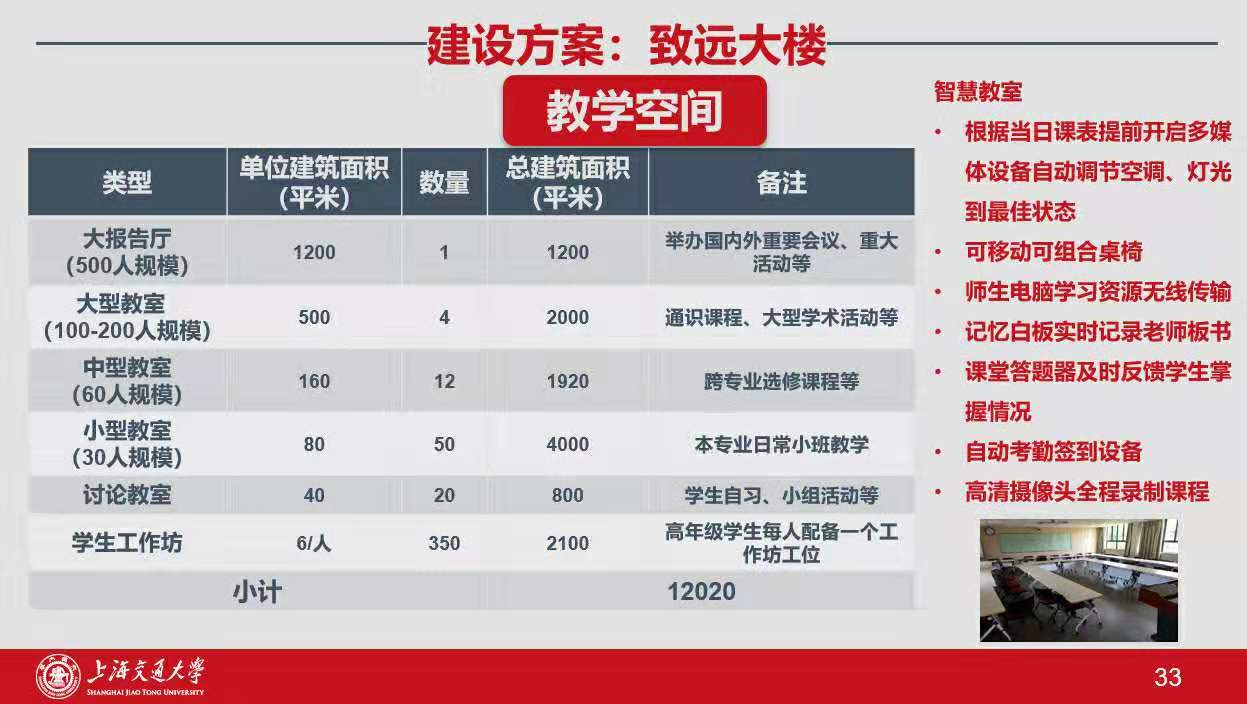 建设方案：致远大楼
教学空间
类型
单位建筑面积
(平米)
数量
总建筑面积
(平米)
备注
大报告厅
(500人规模)
1200
1
1200
举办国内外重要会议、重大
活动等
大型教室
(100-200人规模)
500
4
2000
通识课程、大型学术活动等
中型教室
(60人规模)
160
12
1920
跨专业选修课程等
小型教室
(30人规模)
80
50
4000
本专业日常小班教学
讨论教室
40
20
800
学生自习、小组活动等
学生工作坊
6/人
350
2100
高年级学生每人配备一个工
作坊工位
小计
12020
智慧教室
• 根据当日课表提前开启多媒
体设备自动调节空调、灯光
到最佳状态
• 可移动可组合桌椅
• 师生电脑学习资源无线传输
• 记忆白板实时记录老师板书
• 课堂答题器及时反馈学生掌
握情况
• 自动考勤签到设备
• 高清摄像头全程录制课程
上海交通大学
SHANGHAI JIAO TONG UNIVERSITY
33